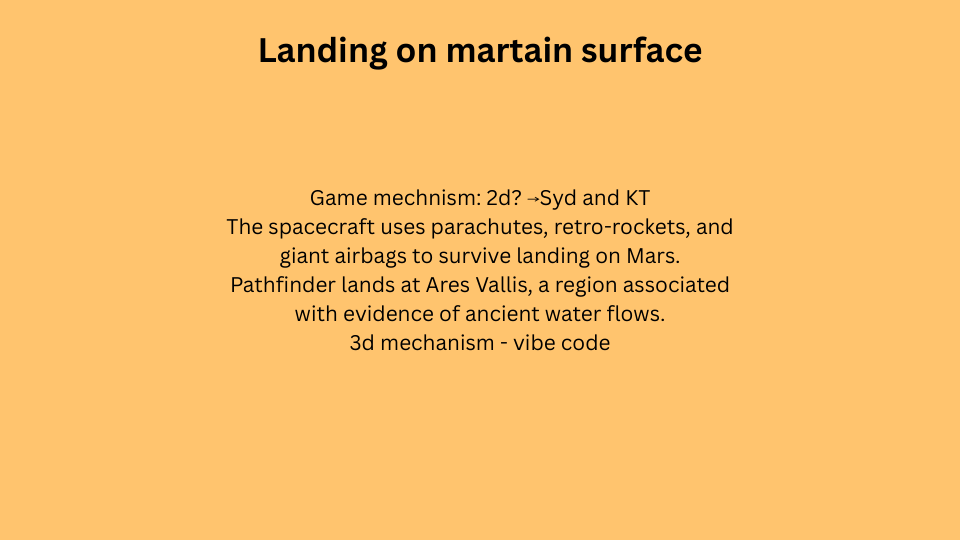 Landing on martain surface
Game mechnism: 2d? →Syd and KT
The spacecraft uses parachutes, retro-rockets, and
giant airbags to survive landing on Mars.
Pathfinder lands at Ares Vallis, a region associated
with evidence of ancient water flows.
3d mechanism - vibe code